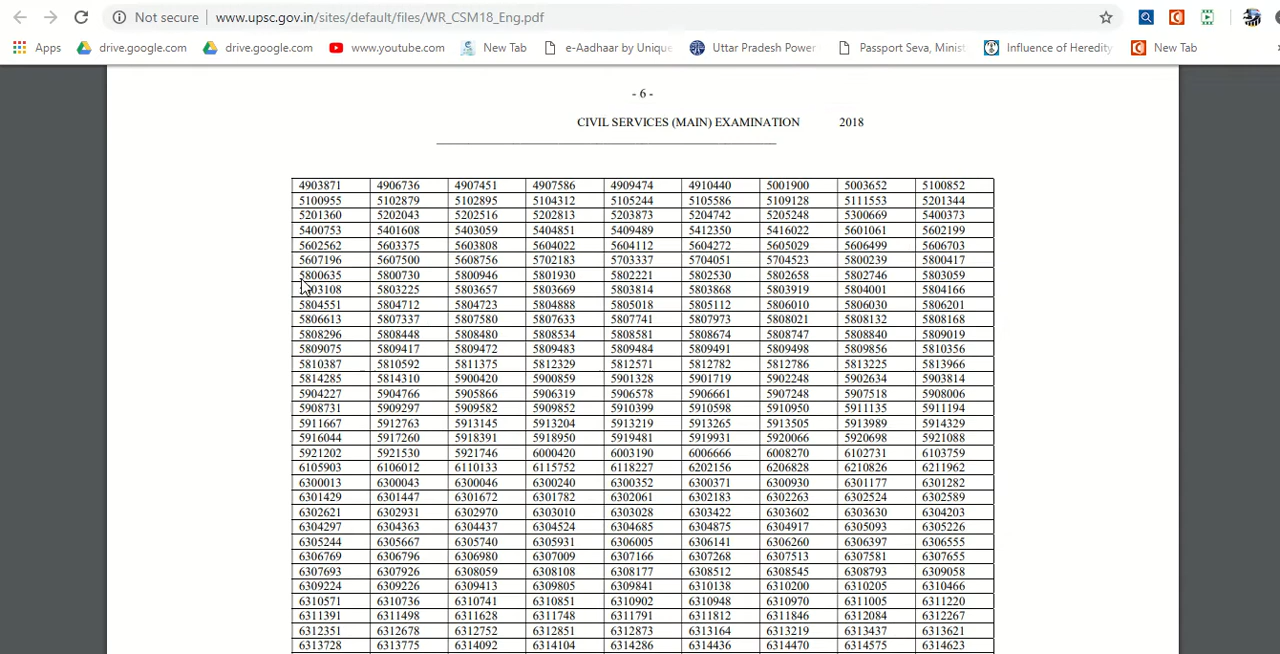 Not secure www.upsc.gov.in/sites/default/files/WR_CSM18_Eng.pdf
Apps drive.google.com drive.google.com www.youtube.com New Tab e-Aadhaar by Unique Uttar Pradesh Power Passport Seva, Minist Influence of Heredity New Tab
- 6 -
CIVIL SERVICES (MAIN) EXAMINATION 2018
4903871 4906736 4907451 4907586 4909474 4910440 5001900 5003652 5100852
5100955 5102879 5102895 5104312 5105244 5105586 5109128 5111553 5201344
5201360 5202043 5202516 5202813 5203873 5204742 5205248 5300669 5400373
5400753 5401608 5403059 5404851 5409489 5412350 5416022 5601061 5602199
5602562 5603375 5603808 5604022 5604112 5604272 5605029 5606499 5606703
5607196 5607500 5608756 5702183 5703337 5704051 5704523 5800239 5800417
5800635 5800730 5800946 5801930 5802221 5802530 5802658 5802746 5803059
5803225 5803657 5803669 5803814 5803868 5803919 5804001 5804166
5804551 5804712 5804723 5804888 5805018 5805112 5806010 5806030 5806201
5806613 5807337 5807580 5807633 5807741 5807973 5808021 5808132 5808168
5808296 5808448 5808480 5808534 5808581 5808674 5808747 5808840 5809019
5809075 5809417 5809472 5809483 5809484 5809491 5809498 5809856 5810356
5810387 5810592 5811375 5812329 5812571 5812782 5812786 5813225 5813966
5814285 5814310 5900420 5900859 5901328 5901719 5902248 5902634 5903814
5904227 5904766 5905866 5906319 5906578 5906661 5907248 5907518 5908006
5908731 5909297 5909582 5909852 5910399 5910598 5910950 5911135 5911194
5911667 5912763 5913145 5913204 5913219 5913265 5913505 5913989 5914329
5916044 5917260 5918391 5918950 5919481 5919931 5920066 5920698 5921088
5921202 5921530 5921746 6000420 6003190 6006666 6008270 6102731 6103759
6105903 6106012 6110133 6115752 6118227 6202156 6206828 6210826 6211962
6300013 6300043 6300046 6300240 6300352 6300371 6300930 6301177 6301282
6301429 6301447 6301672 6301782 6302061 6302183 6302263 6302524 6302589
6302621 6302931 6302970 6303010 6303028 6303422 6303602 6303630 6304203
6304297 6304363 6304437 6304524 6304685 6304875 6304917 6305093 6305226
6305244 6305667 6305740 6305931 6306005 6306141 6306260 6306397 6306555
6306769 6306796 6306980 6307009 6307166 6307268 6307513 6307581 6307655
6307693 6307926 6308059 6308108 6308177 6308512 6308545 6308793 6309058
6309224 6309226 6309413 6309805 6309841 6310138 6310200 6310205 6310466
6310571 6310736 6310741 6310851 6310902 6310948 6310970 6311005 6311220
6311391 6311498 6311628 6311748 6311791 6311812 6311846 6312084 6312267
6312351 6312678 6312752 6312851 6312873 6313164 6313219 6313437 6313621
6313728 6313775 6314092 6314104 6314286 6314436 6314470 6314575 6314623